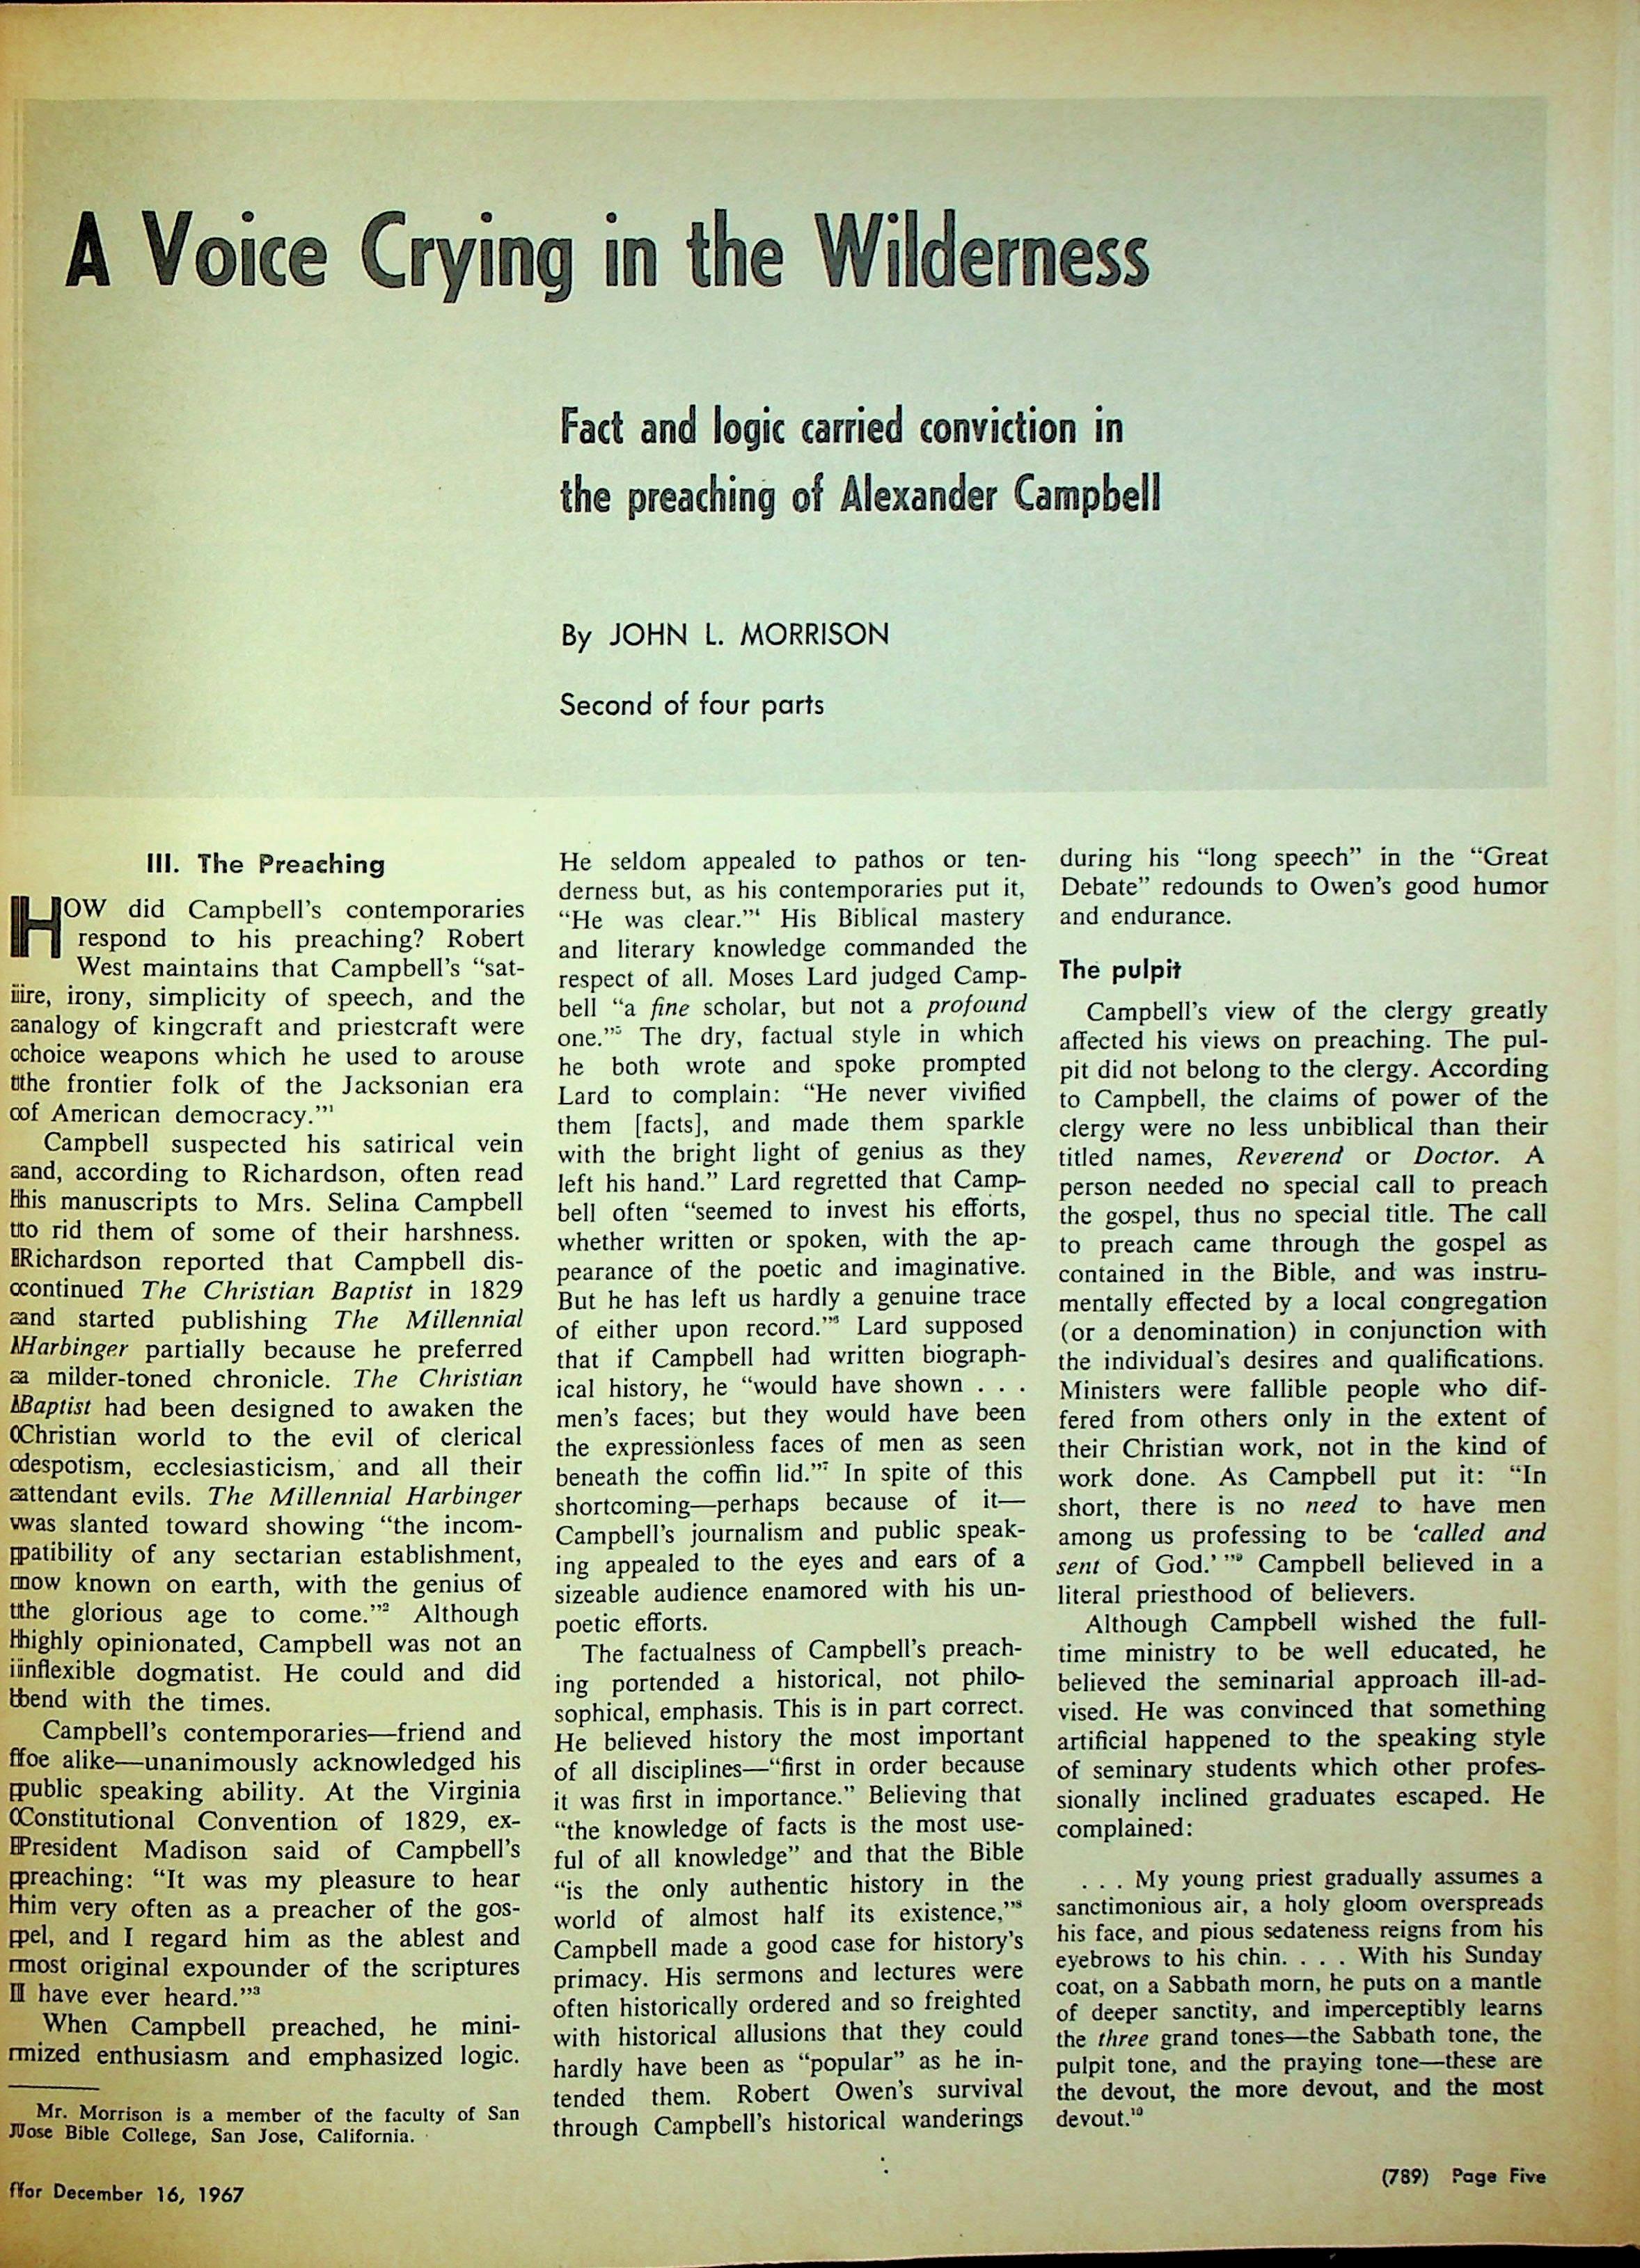 A Voice Crying in the Wilderness
Fact and logic carried conviction in
the preaching of Alexander Campbell
By JOHN L. MORRISON
Second of four parts
III. The Preaching
HOW did Campbell's contemporaries
respond to his preaching? Robert
West maintains that Campbell's "sat-
ire, irony, simplicity of speech, and the
analogy of kingcraft and priestcraft were
choice weapons which he used to arouse
the frontier folk of the Jacksonian era
of American democracy."¹
Campbell suspected his satirical vein
and, according to Richardson, often read
his manuscripts to Mrs. Selina Campbell
to rid them of some of their harshness.
Richardson reported that Campbell dis-
continued The Christian Baptist in 1829
and started publishing The Millennial
Harbinger partially because he preferred
a milder-toned chronicle. The Christian
Baptist had been designed to awaken the
Christian world to the evil of clerical
despotism, ecclesiasticism, and all their
attendant evils. The Millennial Harbinger
was slanted toward showing "the incom-
patibility of any sectarian establishment,
now known on earth, with the genius of
the glorious age to come."² Although
highly opinionated, Campbell was not an
inflexible dogmatist. He could and did
bend with the times.
Campbell's contemporaries—friend and
foe alike—unanimously acknowledged his
public speaking ability. At the Virginia
Constitutional Convention of 1829, ex-
President Madison said of Campbell's
preaching: "It was my pleasure to hear
him very often as a preacher of the gos-
pel, and I regard him as the ablest and
most original expounder of the scriptures
I have ever heard."³
When Campbell preached, he mini-
mized enthusiasm and emphasized logic.
Mr. Morrison is a member of the faculty of San
Jose Bible College, San Jose, California.
He seldom appealed to pathos or ten-
derness but, as his contemporaries put it,
"He was clear."⁴ His Biblical mastery
and literary knowledge commanded the
respect of all. Moses Lard judged Camp-
bell "a fine scholar, but not a profound
one."⁵ The dry, factual style in which
he both wrote and spoke prompted
Lard to complain: "He never vivified
them [facts], and made them sparkle
with the bright light of genius as they
left his hand." Lard regretted that Camp-
bell often "seemed to invest his efforts,
whether written or spoken, with the ap-
pearance of the poetic and imaginative.
But he has left us hardly a genuine trace
of either upon record."⁶ Lard supposed
that if Campbell had written biograph-
ical history, he "would have shown . . .
men's faces; but they would have been
the expressionless faces of men as seen
beneath the coffin lid."⁷ In spite of this
shortcoming—perhaps because of it—
Campbell's journalism and public speak-
ing appealed to the eyes and ears of a
sizeable audience enamored with his un-
poetic efforts.
The factualness of Campbell's preach-
ing portended a historical, not philo-
sophical, emphasis. This is in part correct.
He believed history the most important
of all disciplines—"first in order because
it was first in importance." Believing that
"the knowledge of facts is the most use-
ful of all knowledge" and that the Bible
"is the only authentic history in the
world of almost half its existence,"⁸
Campbell made a good case for history's
primacy. His sermons and lectures were
often historically ordered and so freighted
with historical allusions that they could
hardly have been as "popular" as he in-
tended them. Robert Owen's survival
through Campbell's historical wanderings
during his "long speech" in the "Great
Debate" redounds to Owen's good humor
and endurance.
The pulpit
Campbell's view of the clergy greatly
affected his views on preaching. The pul-
pit did not belong to the clergy. According
to Campbell, the claims of power of the
clergy were no less unbiblical than their
titled names, Reverend or Doctor. A
person needed no special call to preach
the gospel, thus no special title. The call
to preach came through the gospel as
contained in the Bible, and was instru-
mentally effected by a local congregation
(or a denomination) in conjunction with
the individual's desires and qualifications.
Ministers were fallible people who dif-
fered from others only in the extent of
their Christian work, not in the kind of
work done. As Campbell put it: "In
short, there is no need to have men
among us professing to be 'called and
sent of God.' "⁹ Campbell believed in a
literal priesthood of believers.
Although Campbell wished the full-
time ministry to be well educated, he
believed the seminarial approach ill-ad-
vised. He was convinced that something
artificial happened to the speaking style
of seminary students which other profes-
sionally inclined graduates escaped. He
complained:
. . . My young priest gradually assumes a
sanctimonious air, a holy gloom overspreads
his face, and pious sedateness reigns from his
eyebrows to his chin. . . . With his Sunday
coat, on a Sabbath morn, he puts on a mantle
of deeper sanctity, and imperceptibly learns
the three grand tones—the Sabbath tone, the
pulpit tone, and the praying tone—these are
the devout, the more devout, and the most
devout.¹⁰
for December 16, 1967
(789) Page Five